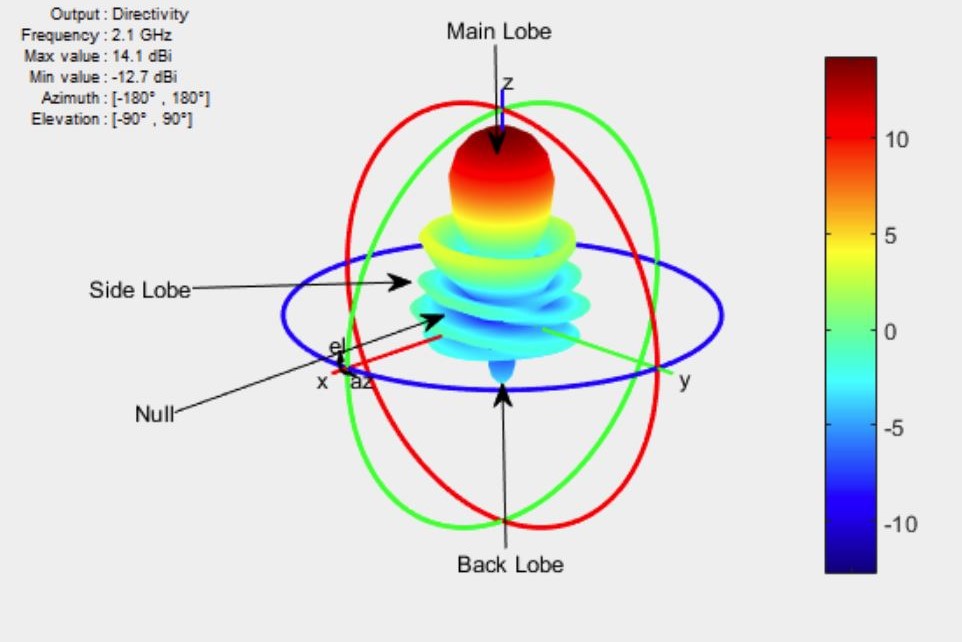 Output : Directivity
Frequency : 2.1 GHz
Max value : 14.1 dBi
Min value : -12.7 dBi
Azimuth : [-180° , 180°]
Elevation : [-90° , 90°]
Main Lobe
z
10
5
Side Lobe
0
el
x
az
y
Null
-5
-10
Back Lobe